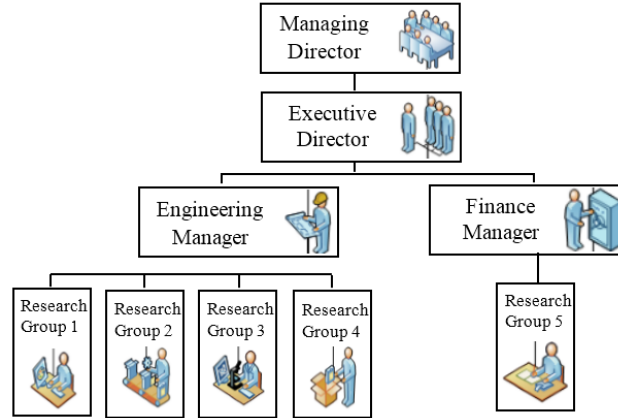 Managing
Director
Executive
Director
Engineering
Manager
Finance
Manager
Research
Group 1
Research
Group 2
Research
Group 3
Research
Group 4
Research
Group 5